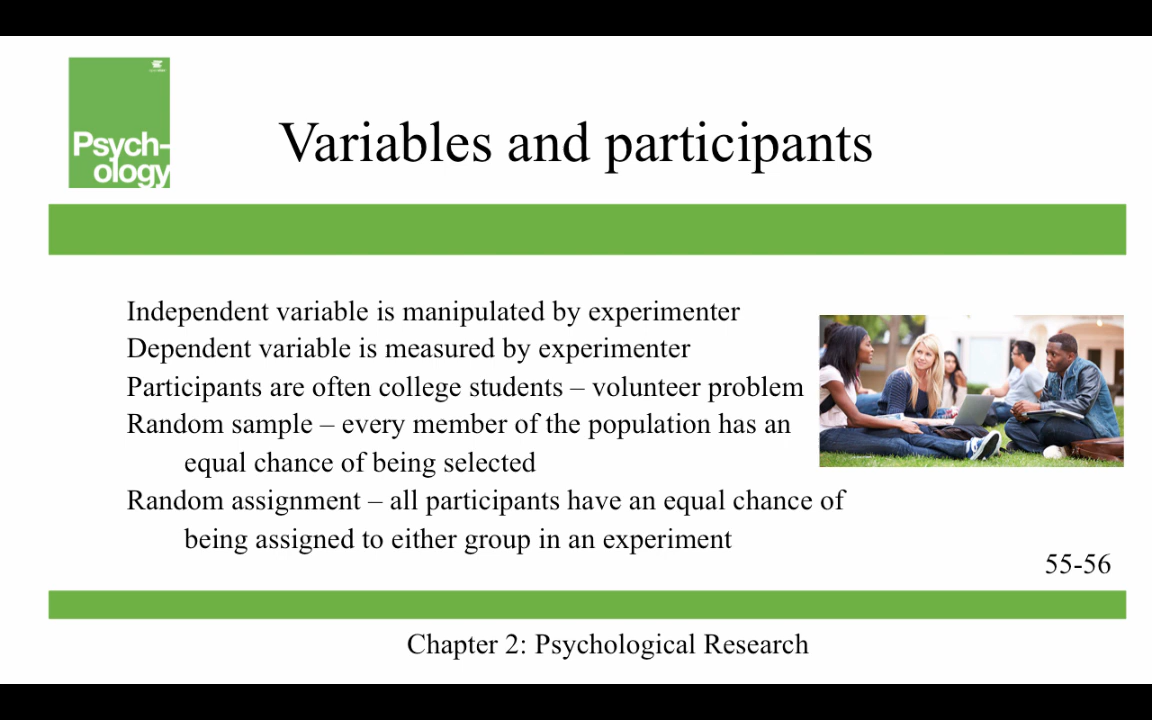 Psych-
ology
Variables and participants
Independent variable is manipulated by experimenter
Dependent variable is measured by experimenter
Participants are often college students – volunteer problem
Random sample – every member of the population has an
equal chance of being selected
Random assignment – all participants have an equal chance of
being assigned to either group in an experiment
55-56
Chapter 2: Psychological Research